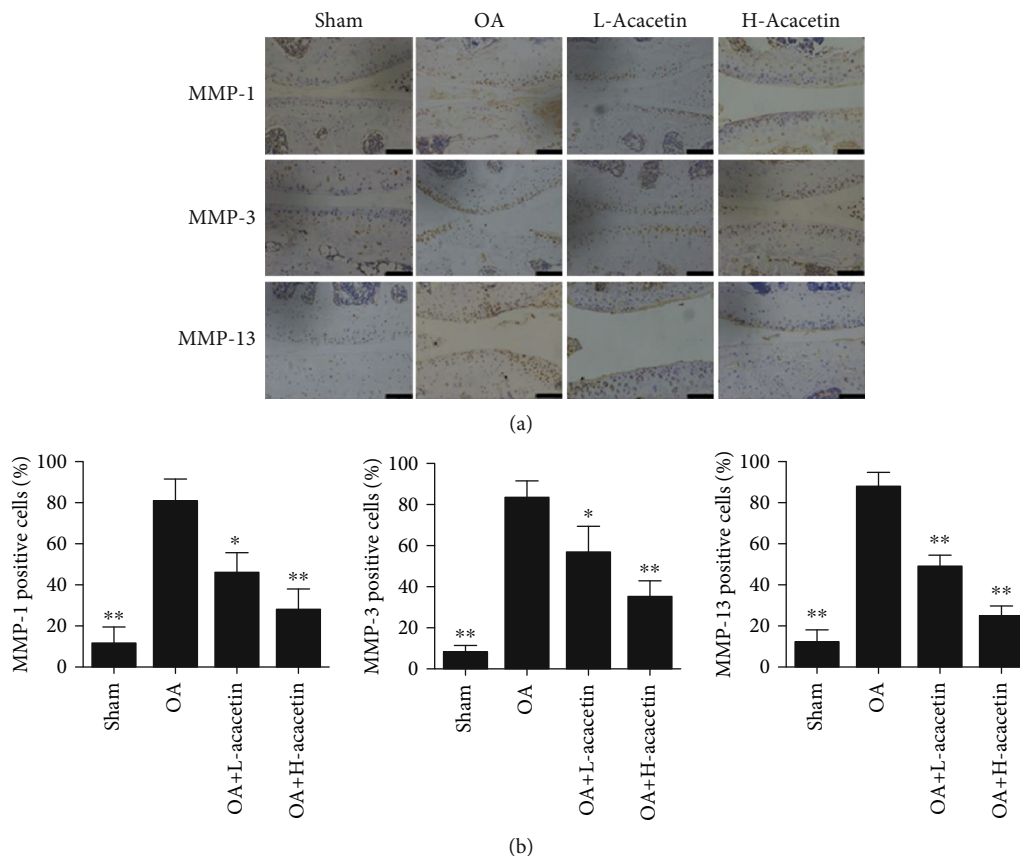 Sham OA L-Acacetin H-Acacetin
MMP-1
MMP-3
MMP-13
(a)
MMP-1 positive cells (%)
100
80
60
40
20
0
**
*
**
Sham
OA
OA+L-acacetin
OA+H-acacetin
MMP-3 positive cells (%)
100
80
60
40
20
0
**
*
**
Sham
OA
OA+L-acacetin
OA+H-acacetin
MMP-13 positive cells (%)
100
80
60
40
20
0
**
**
**
Sham
OA
OA+L-acacetin
OA+H-acacetin
(b)